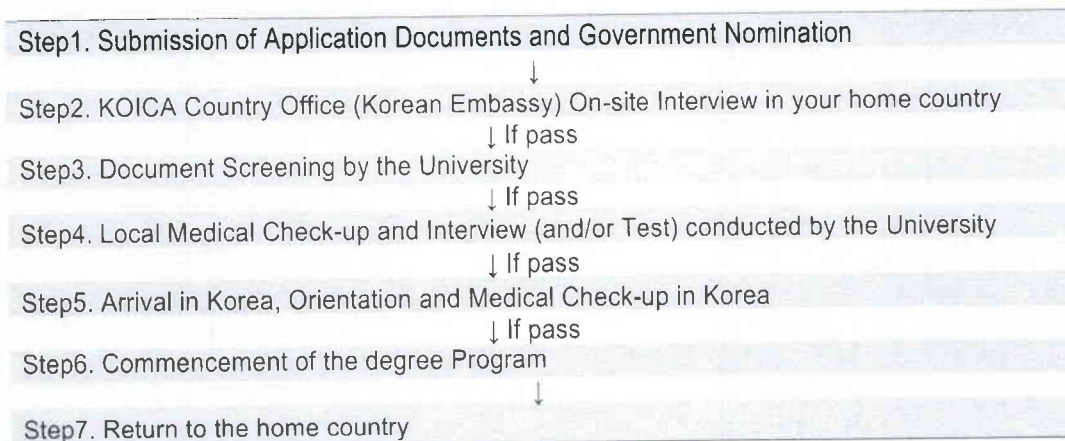 Step1. Submission of Application Documents and Government Nomination
↓
Step2. KOICA Country Office (Korean Embassy) On-site Interview in your home country
↓ If pass
Step3. Document Screening by the University
↓ If pass
Step4. Local Medical Check-up and Interview (and/or Test) conducted by the University
↓ If pass
Step5. Arrival in Korea, Orientation and Medical Check-up in Korea
↓ If pass
Step6. Commencement of the degree Program
↓
Step7. Return to the home country